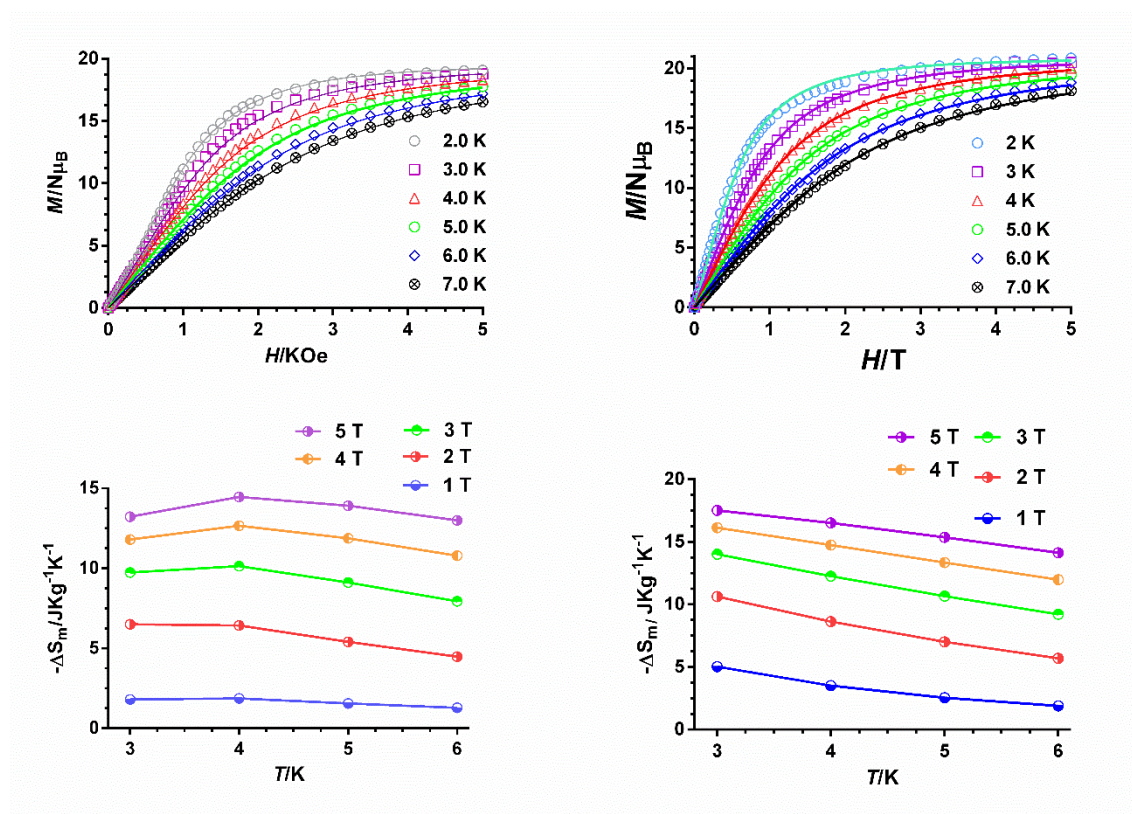 M/NμB
20
15
10
5
0
0 1 2 3 4 5
H/KOe
2.0 K
3.0 K
4.0 K
5.0 K
6.0 K
7.0 K
M/NμB
20
15
10
5
0
0 1 2 3 4 5
H/T
2 K
3 K
4 K
5.0 K
6.0 K
7.0 K
5 T 3 T
4 T 2 T
1 T
-ΔSm/JKg-1K-1
15
10
5
0
3 4 5 6
T/K
5 T 3 T
4 T 2 T
1 T
-ΔSm/ JKg-1K-1
20
15
10
5
0
3 4 5 6
T/K